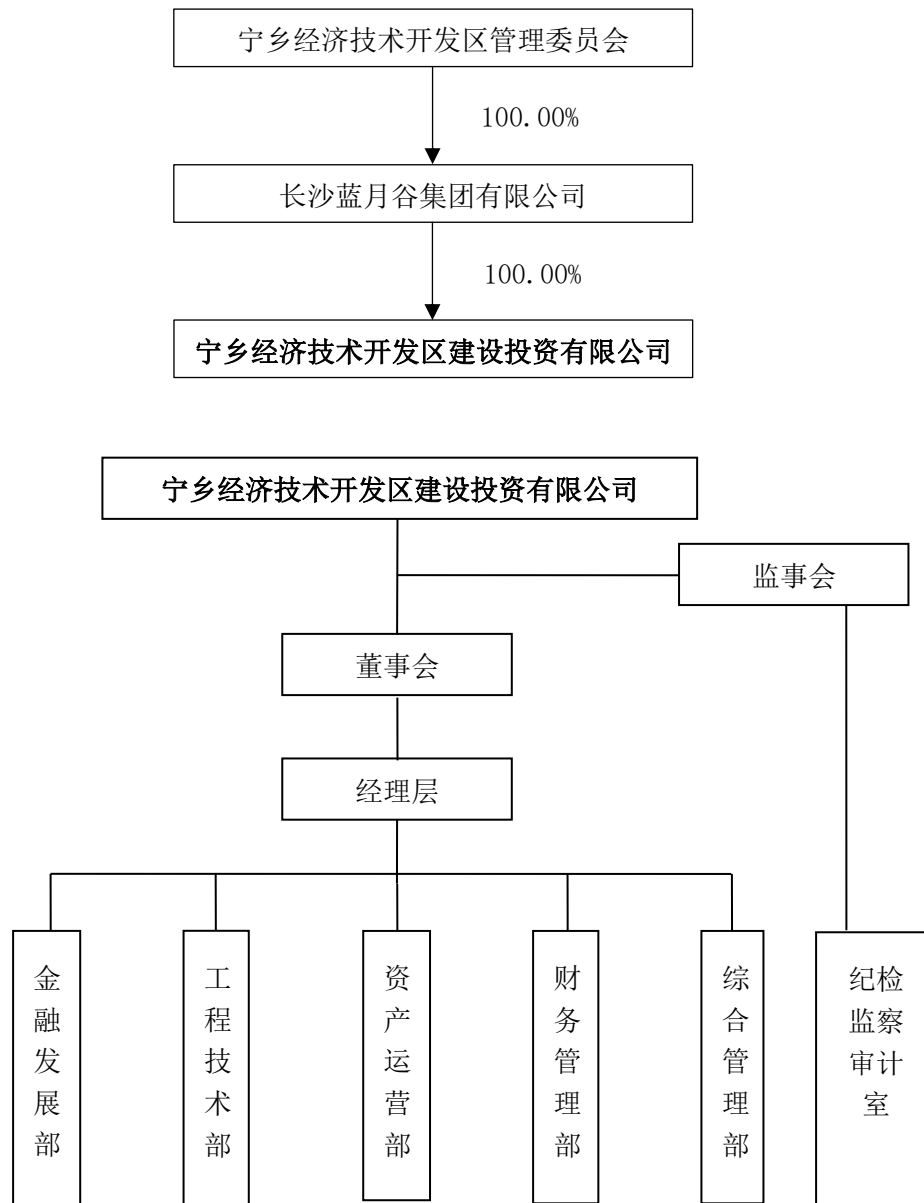 宁乡经济技术开发区管理委员会
100.00%
长沙蓝月谷集团有限公司
100.00%
宁乡经济技术开发区建设投资有限公司
宁乡经济技术开发区建设投资有限公司
监事会
董事会
经理层
金融发展部
工程技术部
资产运营部
财务管理部
综合管理部
纪检
监察
审计
室